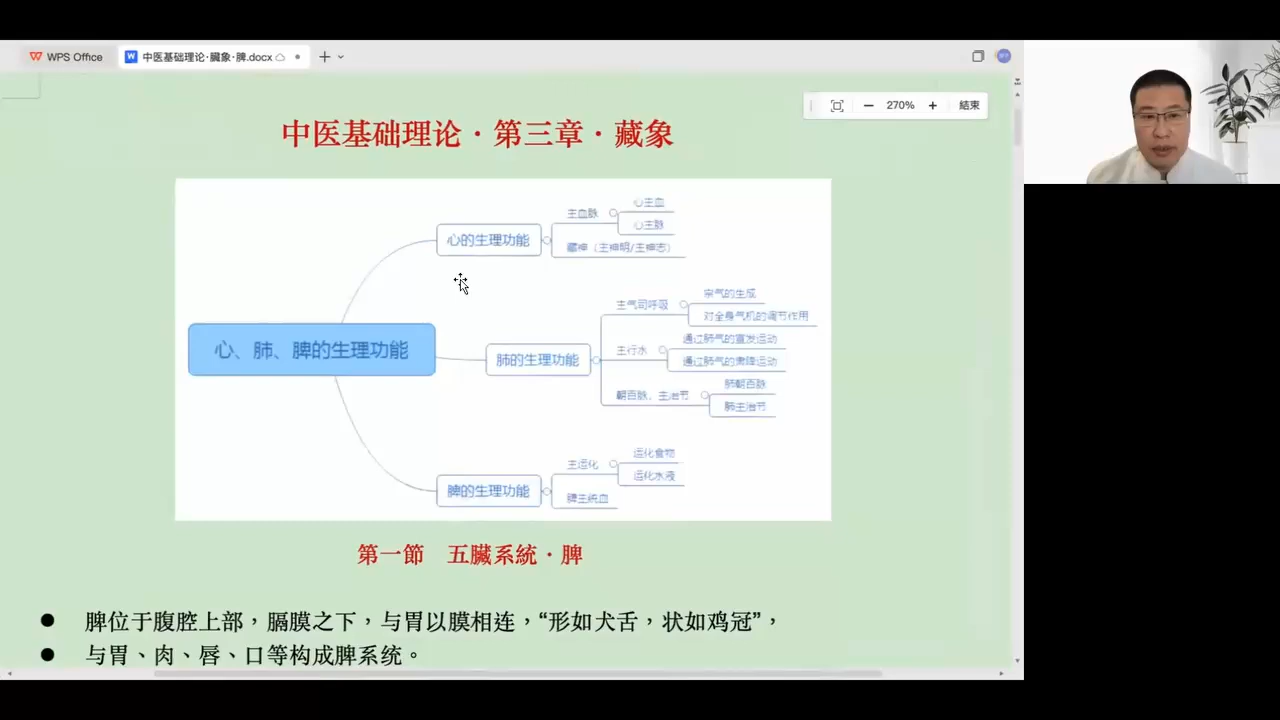 WPS Office
中医基础理论·臟象·脾.docx
270%
結束
中医基础理论·第三章·藏象
心、肺、脾的生理功能
心的生理功能
主血脉
心生血
心主脉
藏神（主神明/主神志）
肺的生理功能
主气司呼吸
宗气的生成
对全身气机的调节作用
主行水
通过肺气的宣发运动
通过肺气的肃降运动
朝百脉、主治节
肺朝百脉
肺主治节
脾的生理功能
主运化
运化食物
运化水液
脾主统血
第一節　五臟系統·脾
● 脾位于腹腔上部，膈膜之下，与胃以膜相连，“形如犬舌，状如鸡冠”，
● 与胃、肉、唇、口等构成脾系统。